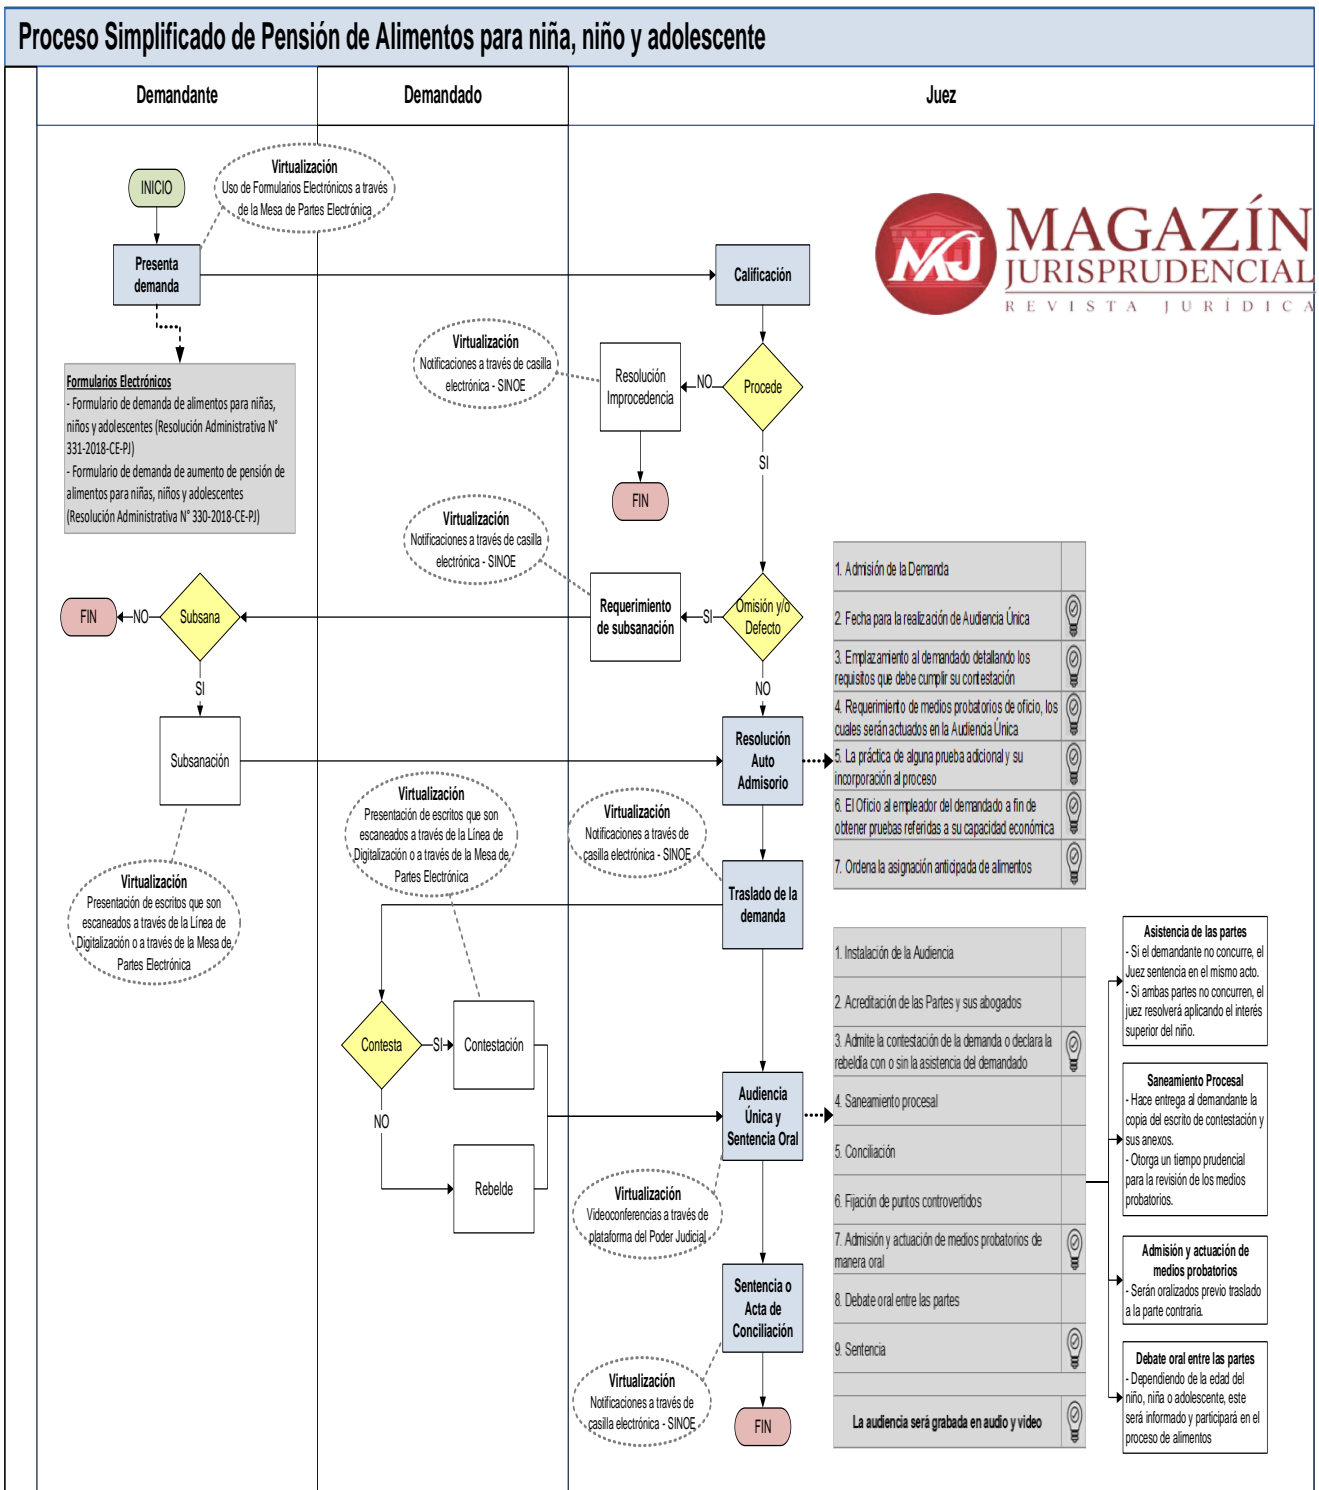 Proceso Simplificado de Pensión de Alimentos para niña, niño y adolescente
Demandante
Demandado
Juez
INICIO
Virtualización
Uso de Formularios Electrónicos a través
de la Mesa de Partes Electrónica
Presenta
demanda
Calificación
MKJ
MAGAZÍN
JURISPRUDENCIAL
REVISTA JURÍDICA
Formularios Electrónicos
- Formulario de demanda de alimentos para niñas,
niños y adolescentes (Resolución Administrativa N°
331-2018-CE-PJ)
- Formulario de demanda de aumento de pensión de
alimentos para niñas, niños y adolescentes
(Resolución Administrativa N° 330-2018-CE-PJ)
Virtualización
Notificaciones a través de casilla
electrónica - SINOE
Resolución
Improcedencia
NO
Procede
SI
FIN
Virtualización
Notificaciones a través de casilla
electrónica - SINOE
FIN
NO
Subsana
Requerimiento
de subsanación
SI
Omisión y/o
Defecto
SI
NO
Subsanación
Resolución
Auto
Admisorio
1. Admisión de la Demanda
2. Fecha para la realización de Audiencia Única
3. Emplazamiento al demandado detallando los
requisitos que debe cumplir su contestación
4. Requerimiento de medios probatorios de oficio, los
cuales serán actuados en la Audiencia Única
5. La práctica de alguna prueba adicional y su
incorporación al proceso
6. El Oficio al empleador del demandado a fin de
obtener pruebas referidas a su capacidad económica
7. Ordena la asignación anticipada de alimentos
Virtualización
Presentación de escritos que son
escaneados a través de la Línea de
Digitalización o a través de la Mesa de
Partes Electrónica
Virtualización
Notificaciones a través de
casilla electrónica - SINOE
Virtualización
Presentación de escritos que son
escaneados a través de la Línea de
Digitalización o a través de la Mesa de
Partes Electrónica
Traslado de la
demanda
Contesta
SI
Contestación
NO
Rebelde
Audiencia
Única y
Sentencia Oral
Virtualización
Videoconferencias a través de
plataforma del Poder Judicial
Sentencia o
Acta de
Conciliación
Virtualización
Notificaciones a través de
casilla electrónica - SINOE
FIN
1. Instalación de la Audiencia
2. Acreditación de las Partes y sus abogados
3. Admite la contestación de la demanda o declara la
rebeldía con o sin la asistencia del demandado
4. Saneamiento procesal
5. Conciliación
6. Fijación de puntos controvertidos
7. Admisión y actuación de medios probatorios de
manera oral
8. Debate oral entre las partes
9. Sentencia
La audiencia será grabada en audio y video
Asistencia de las partes
- Si el demandante no concurre, el
Juez sentencia en el mismo acto.
- Si ambas partes no concurren, el
juez resolverá aplicando el interés
superior del niño.
Saneamiento Procesal
- Hace entrega al demandante la
copia del escrito de contestación y
sus anexos.
- Otorga un tiempo prudencial
para la revisión de los medios
probatorios.
Admisión y actuación de
medios probatorios
- Serán oralizados previo traslado
a la parte contraria.
Debate oral entre las partes
- Dependiendo de la edad del
niño, niña o adolescente, este
será informado y participará en el
proceso de alimentos